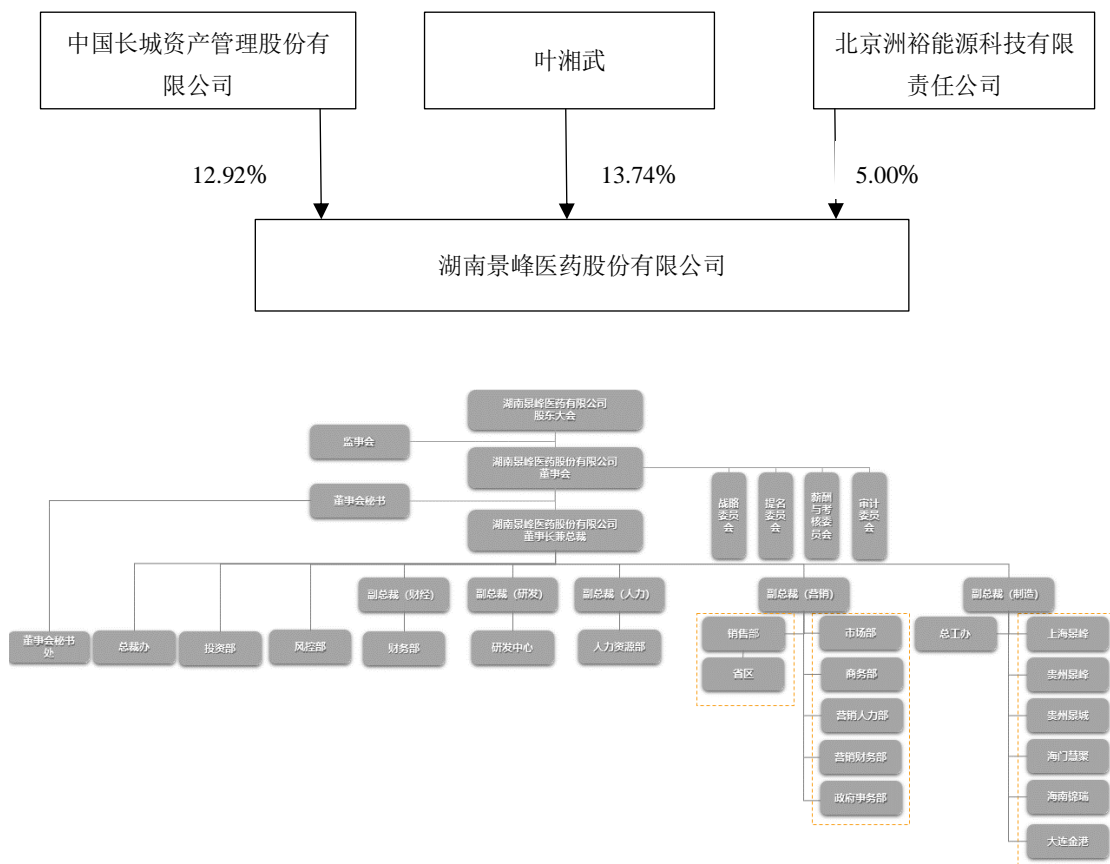 中国长城资产管理股份有
限公司
叶湘武
北京洲裕能源科技有限
责任公司
12.92%
13.74%
5.00%
湖南景峰医药股份有限公司
湖南景峰医药有限公司
股东大会
监事会
湖南景峰医药股份有限公司
董事会
董事会秘书
战略
委员
会
提名
委员
会
薪酬
与考
核委
员会
审计
委员
会
湖南景峰医药股份有限公司
董事长兼总裁
副总裁（财经）
副总裁（研发）
副总裁（人力）
副总裁（营销）
副总裁（制造）
董事会秘书
处
总裁办
投资部
风控部
财务部
研发中心
人力资源部
销售部
市场部
总工办
上海景峰
省区
商务部
贵州景峰
营销人力部
贵州景诚
营销财务部
海门慧聚
政府事务部
海南锦瑞
大连金港